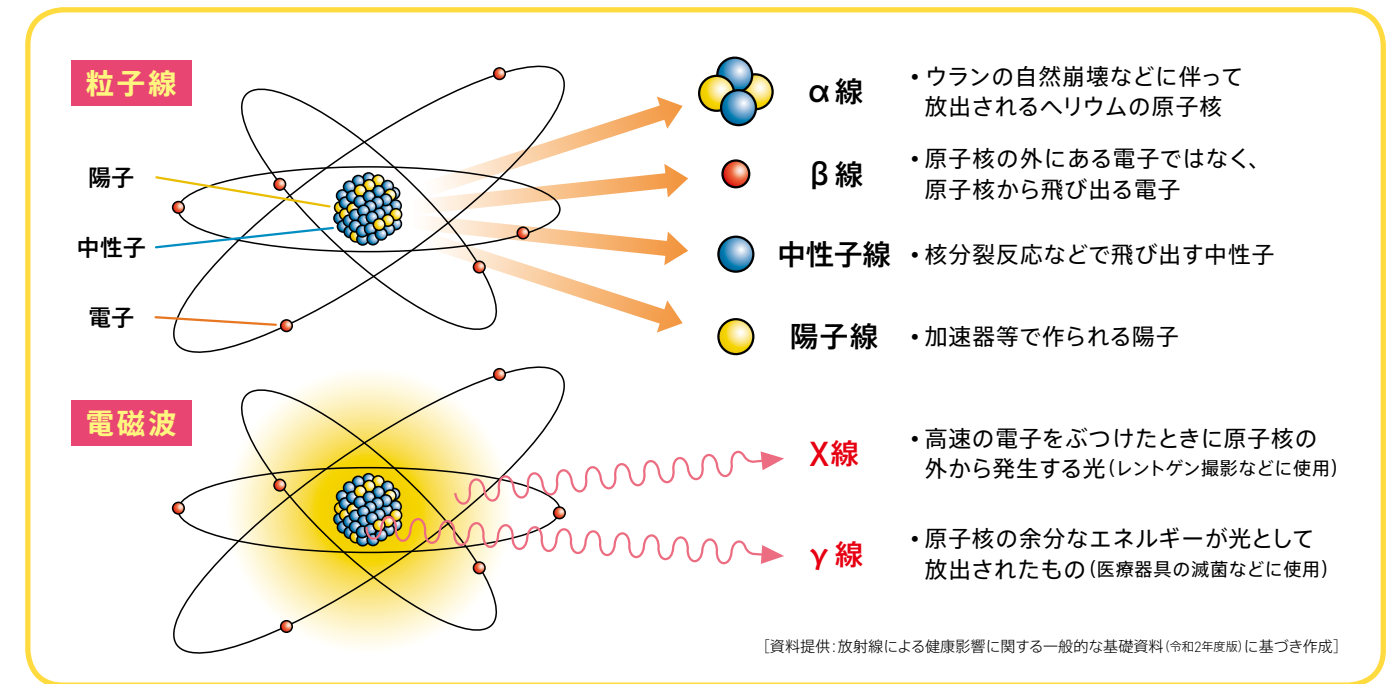 粒子線
陽子
中性子
電子
α線
・ウランの自然崩壊などに伴って
放出されるヘリウムの原子核
β線
・原子核の外にある電子ではなく、
原子核から飛び出る電子
中性子線
・核分裂反応などで飛び出す中性子
陽子線
・加速器等で作られる陽子
電磁波
X線
・高速の電子をぶつけたときに原子核の
外から発生する光(レントゲン撮影などに使用)
γ線
・原子核の余分なエネルギーが光として
放出されたもの(医療器具の滅菌などに使用)
[資料提供:放射線による健康影響に関する一般的な基礎資料(令和2年度版)に基づき作成]